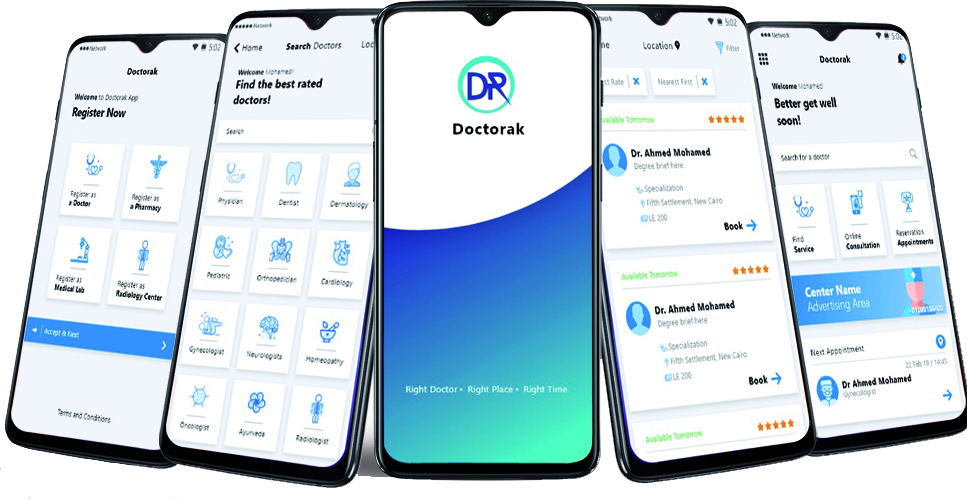 Network 5:02
Doctorak
Welcome to Doctorak App
Register Now
Register as
a Doctor
Register as
a Pharmacy
Register as
Medical Lab
Register as
Radiology Center
Accept & Next
Terms and Conditions
Network
Home
Search Doctors
Loc
Welcome Mohamed!
Find the best rated
doctors!
Search
Physician
Dentist
Dermatology
Pediatric
Orthopedician
Cardiology
Gynecologist
Neurologists
Homeopathy
Oncologist
Ayurveda
Radiologist
DR
Doctorak
Right Doctor • Right Place • Right Time
5:02
me
Location
Filter
st Rate X
Nearest First X
Available Tomorrow
Dr. Ahmed Mohamed
Degree brief here
Specialization
Fifth Settlement, New Cairo
LE 200
Book
Available Tomorrow
Dr. Ahmed Mohamed
Degree brief here
Specialization
Fifth Settlement, New Cairo
LE 200
Book
Available Tomorrow
Network 5:02
Doctorak
Welcome Mohamed!
Better get well
soon!
Search for a doctor
Find
Service
Online
Consultation
Reservation
Appointments
Center Name
Advertising Area
Next Appointment
22 Feb 19 / 14:45
Dr Ahmed Mohamed
Gynecologist